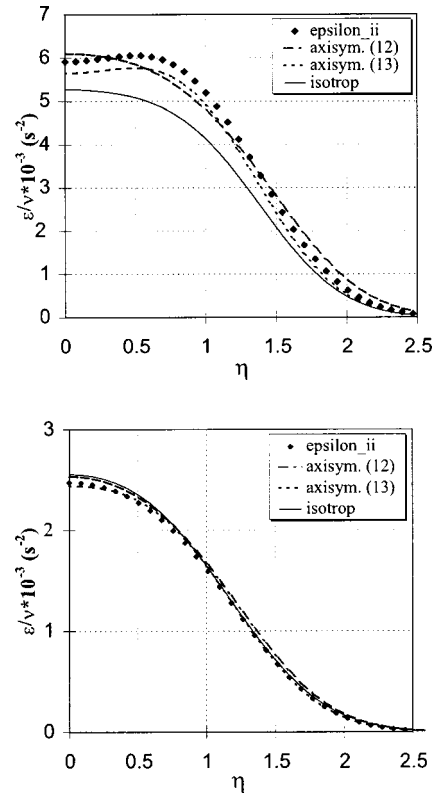 7
6
5
4
3
2
1
0
ε/ν*10⁻³ (s⁻²)
epsilon_ii
axisym. (12)
axisym. (13)
isotrop
0 0.5 1 1.5 2 2.5
η
3
2
1
0
ε/ν*10⁻³ (s⁻²)
epsilon_ii
axisym. (12)
axisym. (13)
isotrop
0 0.5 1.0 1.5 2.0 2.5
η